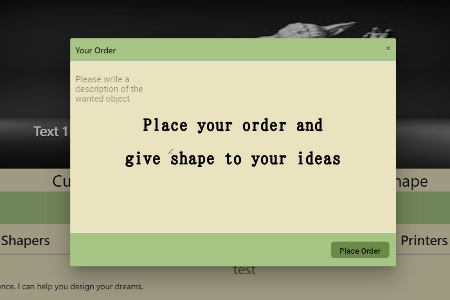 Your Order
×
Please write a
description of the
wanted object
Place your order and
give shape to your ideas
Place Order
Text 1
Cu
hape
Shapers
Printers
test
ence. I can help you design your dreams.